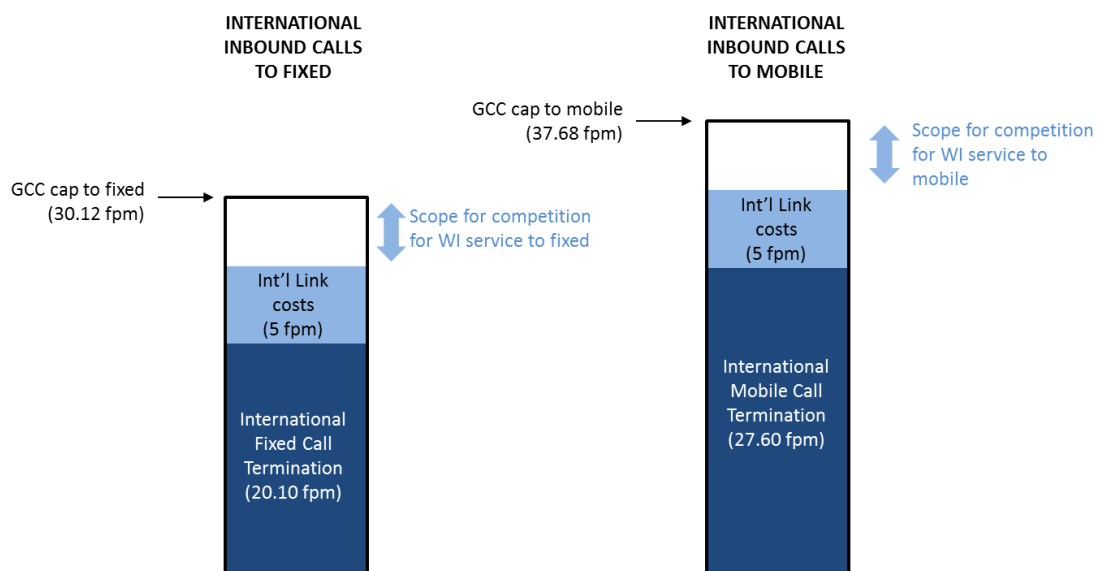 INTERNATIONAL
INBOUND CALLS
TO FIXED
GCC cap to fixed
(30.12 fpm)
Scope for competition
for WI service to fixed
Int’l Link
costs
(5 fpm)
International
Fixed Call
Termination
(20.10 fpm)
INTERNATIONAL
INBOUND CALLS
TO MOBILE
GCC cap to mobile
(37.68 fpm)
Scope for competition
for WI service to
mobile
Int’l Link
costs
(5 fpm)
International
Mobile Call
Termination
(27.60 fpm)